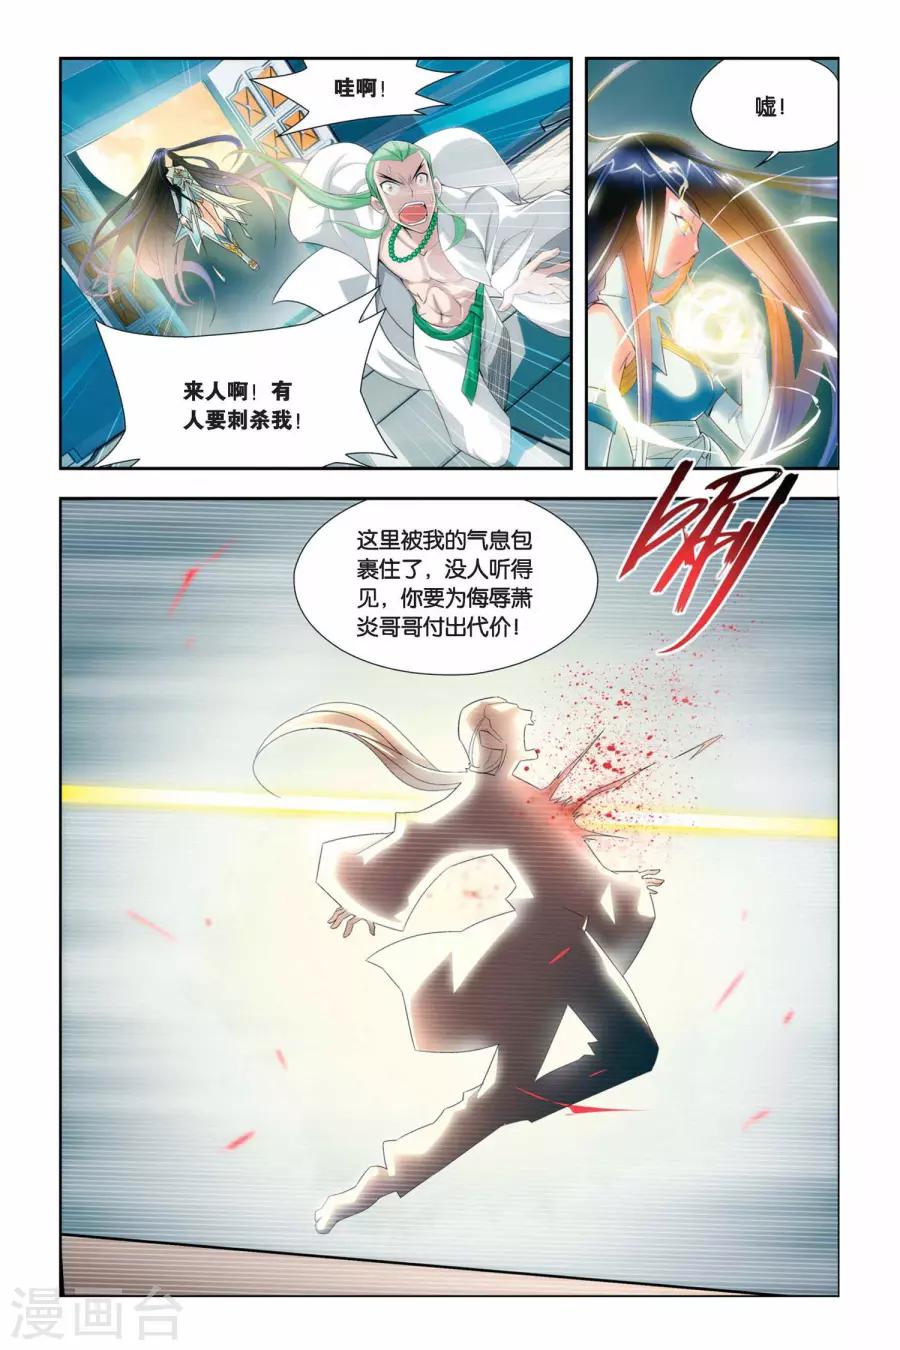 哇啊！
来人啊！有
人要刺杀我！
嘘！
这里被我的气息包
裹住了，没人听得
见，你要为侮辱萧
炎哥哥付出代价！
唰
漫画台